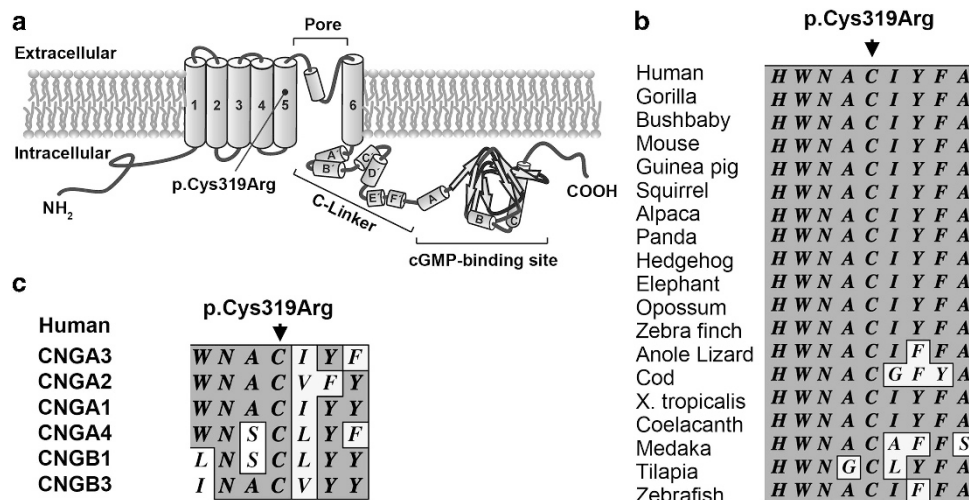 a
Pore
Extracellular
1 2 3 4 5 6
Intracellular
p.Cys319Arg
NH2
A' B' C' D' E' F' A B C
COOH
C-Linker
cGMP-binding site
b
p.Cys319Arg
Human H W N A C I Y F A
Gorilla H W N A C I Y F A
Bushbaby H W N A C I Y F A
Mouse H W N A C I Y F A
Guinea pig H W N A C I Y F A
Squirrel H W N A C I Y F A
Alpaca H W N A C I Y F A
Panda H W N A C I Y F A
Hedgehog H W N A C I Y F A
Elephant H W N A C I Y F A
Opossum H W N A C I Y F A
Zebra finch H W N A C I Y F A
Anole Lizard H W N A C I F F A
Cod H W N A C G F Y A
X. tropicalis H W N A C I Y F A
Coelacanth H W N A C I Y F A
Medaka H W N A C A F F S
Tilapia H W N G C L Y F A
Zebrafish H W N A C I F F A
c
p.Cys319Arg
Human
CNGA3 W N A C I Y F
CNGA2 W N A C V F Y
CNGA1 W N A C I Y Y
CNGA4 W N S C L Y F
CNGB1 L N S C L Y Y
CNGB3 I N A C V Y Y